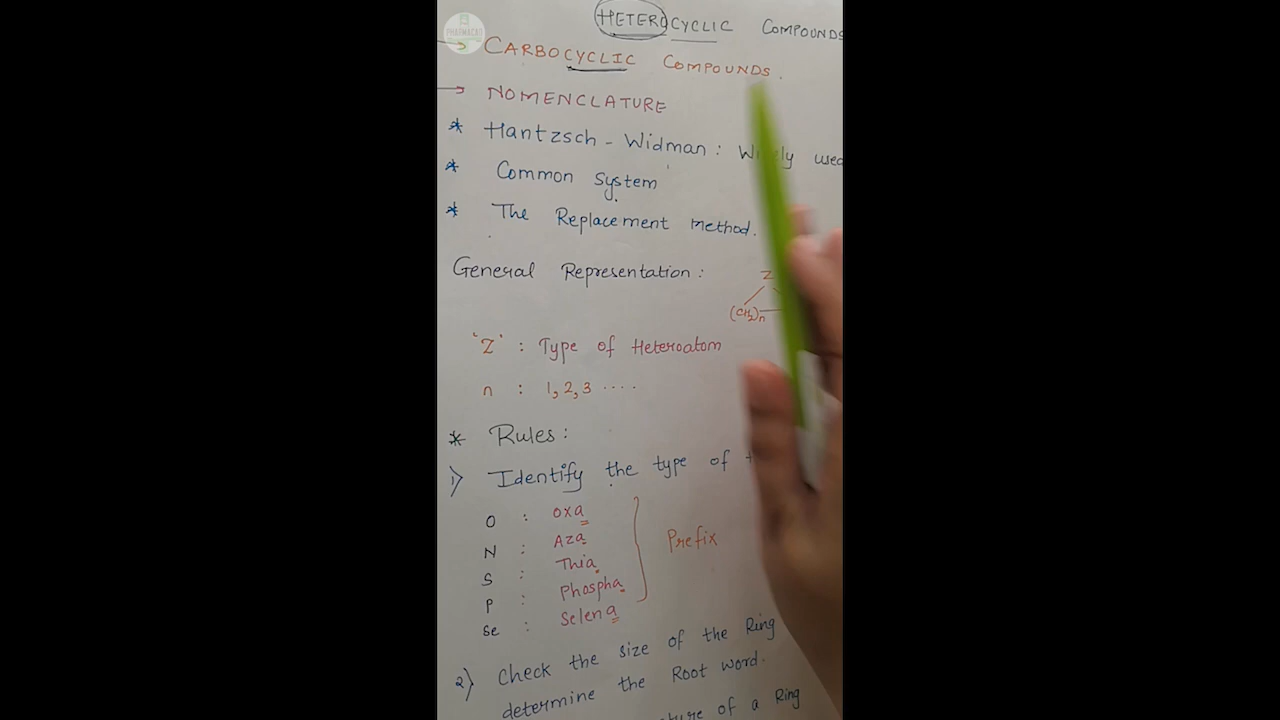 PHARMACAD
HETEROCYCLIC COMPOUNDS
→ CARBOCYCLIC COMPOUNDS.
→ NOMENCLATURE
* Hantzsch - Widman : used
* Common System
* The Replacement method.
General Representation : Z
(CH2)n
'Z' : Type of Heteroatom
n : 1, 2, 3 ....
* Rules :
1) Identify the type of
O : oxa
N : Aza
S : Thia
P : Phospha
Se : Selena
Prefix
2) Check the size of the Ring
determine the Root word.
of a Ring